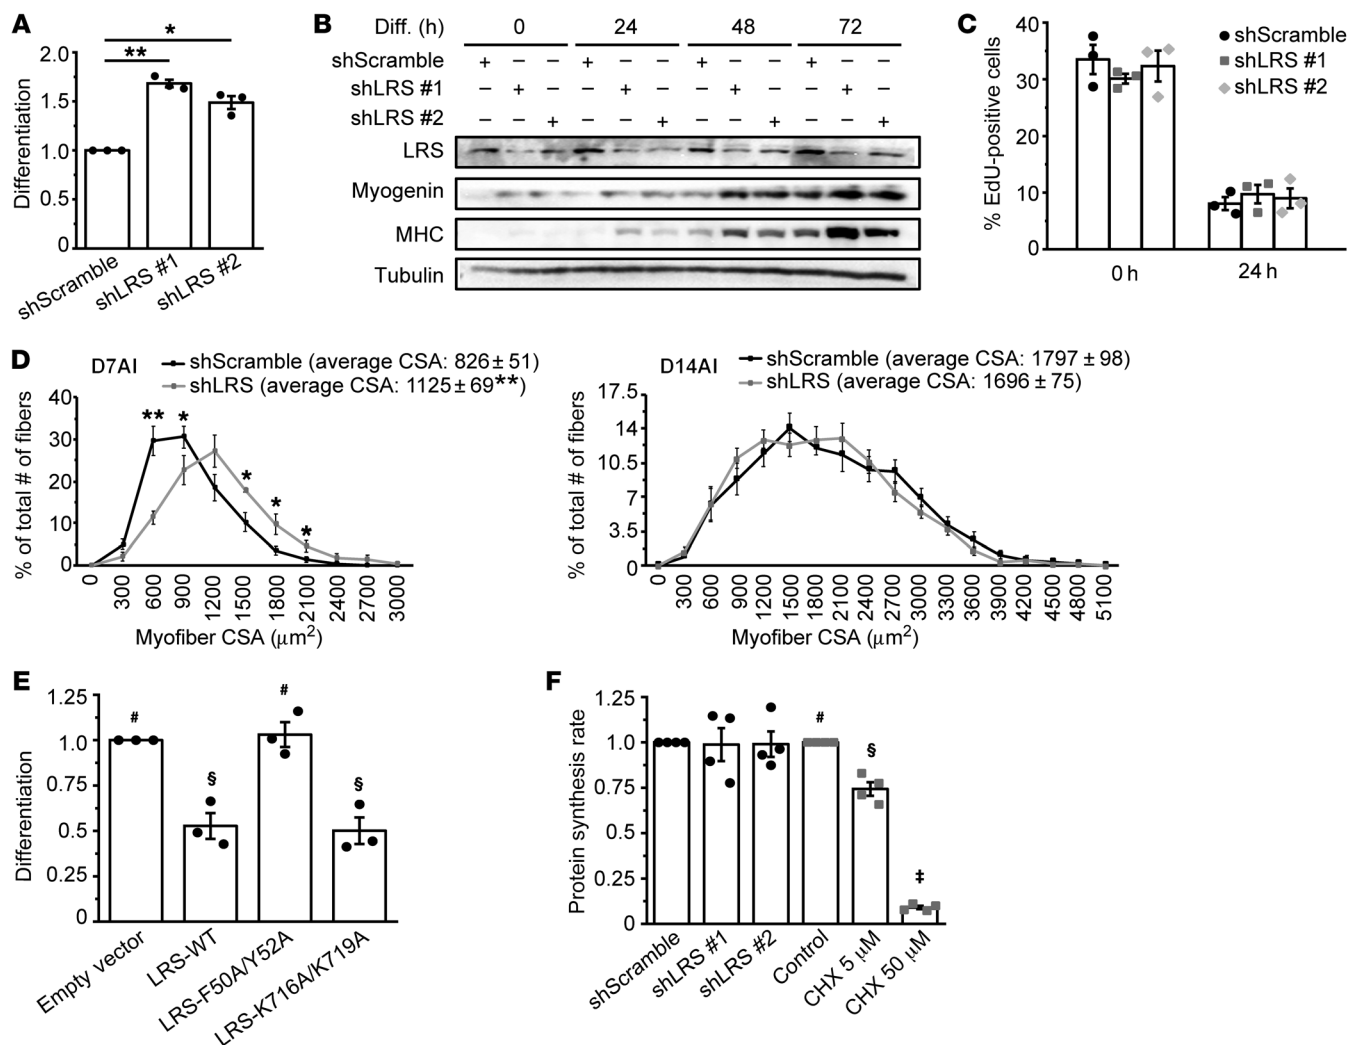 A
Differentiation
2.0
1.5
1.0
0.5
0
*
**
shScramble
shLRS #1
shLRS #2
B
Diff. (h) 0 24 48 72
shScramble + – – + – – + – – + – –
shLRS #1 – + – – + – – + – – + –
shLRS #2 – – + – – + – – + – – +
LRS
Myogenin
MHC
Tubulin
C
% EdU-positive cells
40
30
20
10
0
shScramble
shLRS #1
shLRS #2
0 h 24 h
D
D7AI
shScramble (average CSA: 826 ± 51)
shLRS (average CSA: 1125 ± 69**)
% of total # of fibers
40
30
20
10
0
** * * * *
0 300 600 900 1200 1500 1800 2100 2400 2700 3000
Myofiber CSA (μm²)
D14AI
shScramble (average CSA: 1797 ± 98)
shLRS (average CSA: 1696 ± 75)
% of total # of fibers
17.5
14
10.5
7
3.5
0
0 300 600 900 1200 1500 1800 2100 2400 2700 3000 3300 3600 3900 4200 4500 4800 5100
Myofiber CSA (μm²)
E
Differentiation
1.25
1.0
0.75
0.5
0.25
0
# § # §
Empty vector
LRS-WT
LRS-F50A/Y52A
LRS-K716A/K719A
F
Protein synthesis rate
1.25
1.0
0.75
0.5
0.25
0
# § ‡
shScramble
shLRS #1
shLRS #2
Control
CHX 5 μM
CHX 50 μM